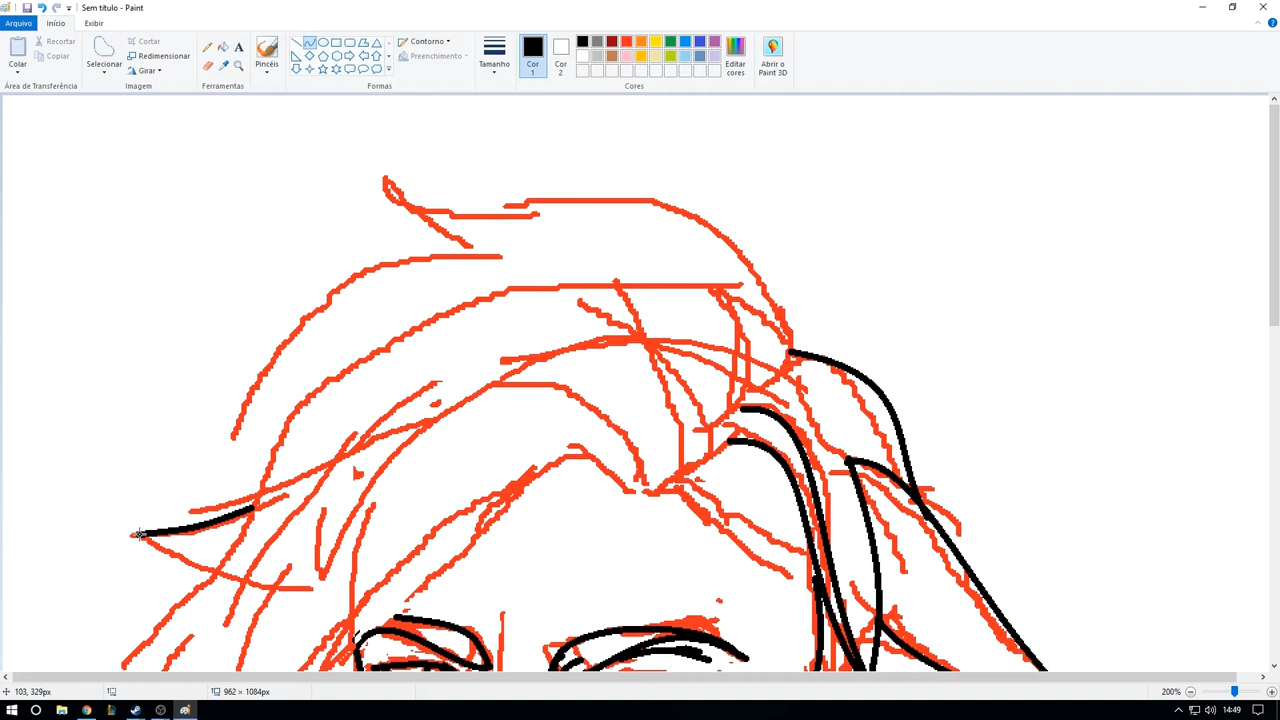 Sem título - Paint
Arquivo Início Exibir
Colar
Recortar
Copiar
Área de Transferência
Selecionar
Cortar
Redimensionar
Girar
Imagem
A
Ferramentas
Pincéis
Formas
Contorno
Preenchimento
Tamanho
Cor 1
Cor 2
Editar cores
Cores
Abrir o Paint 3D
103, 329px
962 × 1084px
200%
14:49